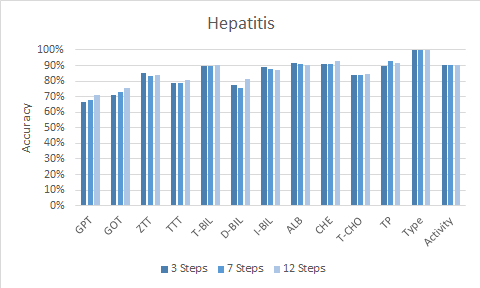 Hepatitis
100%
90%
80%
70%
60%
50%
40%
30%
20%
10%
0%
Accuracy
GPT
GOT
ZTT
TTT
T-BIL
D-BIL
I-BIL
ALB
CHE
T-CHO
TP
Type
Activity
3 Steps 7 Steps 12 Steps